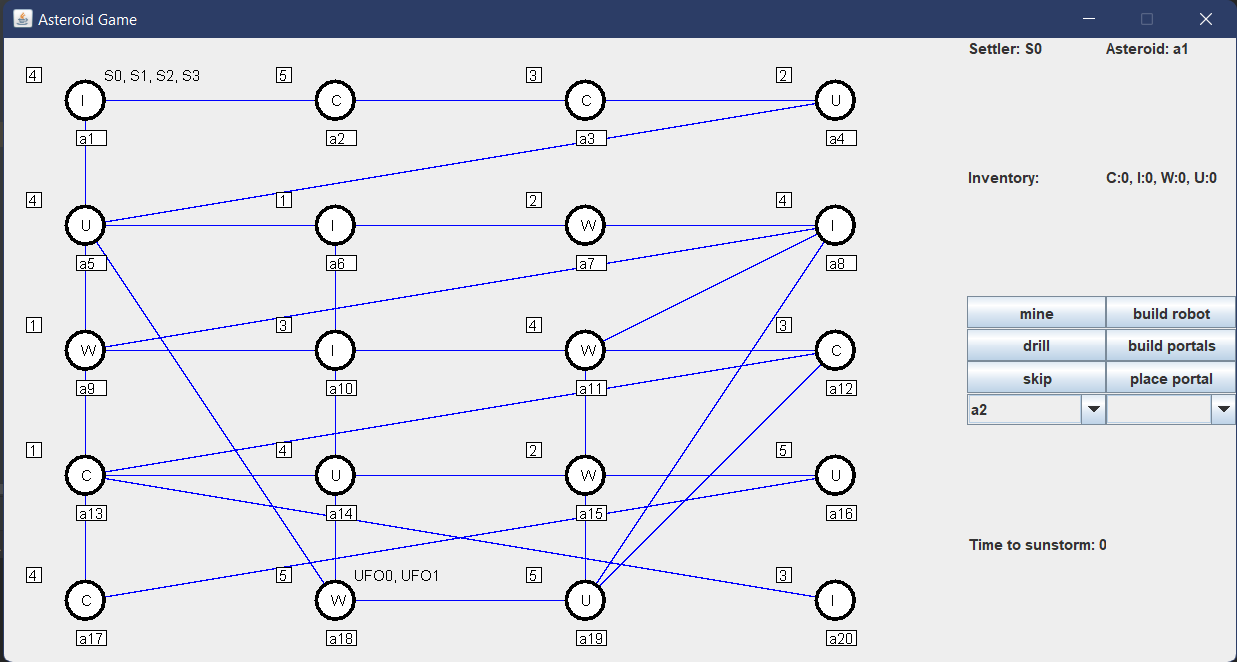 Asteroid Game
Settler: S0 Asteroid: a1
4 S0, S1, S2, S3 5 3 2
I C C U
a1 a2 a3 a4
Inventory: C:0, I:0, W:0, U:0
4 1 2 4
U I W I
a5 a6 a7 a8
mine build robot
1 3 4 3
drill build portals
W I W C
skip place portal
a9 a10 a11 a12
a2
1 4 2 5
C U W U
a13 a14 a15 a16
Time to sunstorm: 0
4 5 UFO0, UFO1 5 3
C W U I
a17 a18 a19 a20